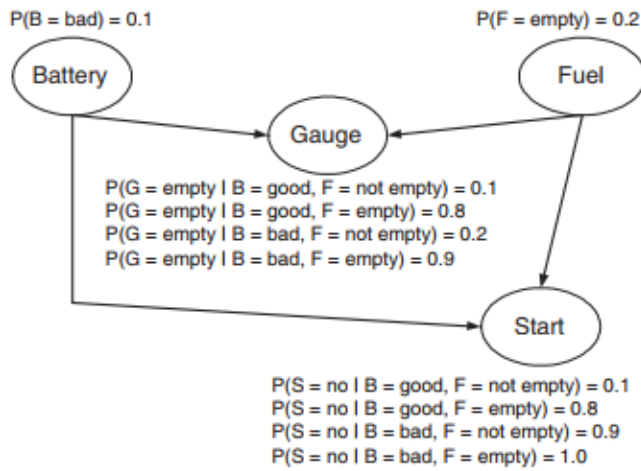 P(B = bad) = 0.1
P(F = empty) = 0.2
Battery
Fuel
Gauge
P(G = empty | B = good, F = not empty) = 0.1
P(G = empty | B = good, F = empty) = 0.8
P(G = empty | B = bad, F = not empty) = 0.2
P(G = empty | B = bad, F = empty) = 0.9
Start
P(S = no | B = good, F = not empty) = 0.1
P(S = no | B = good, F = empty) = 0.8
P(S = no | B = bad, F = not empty) = 0.9
P(S = no | B = bad, F = empty) = 1.0